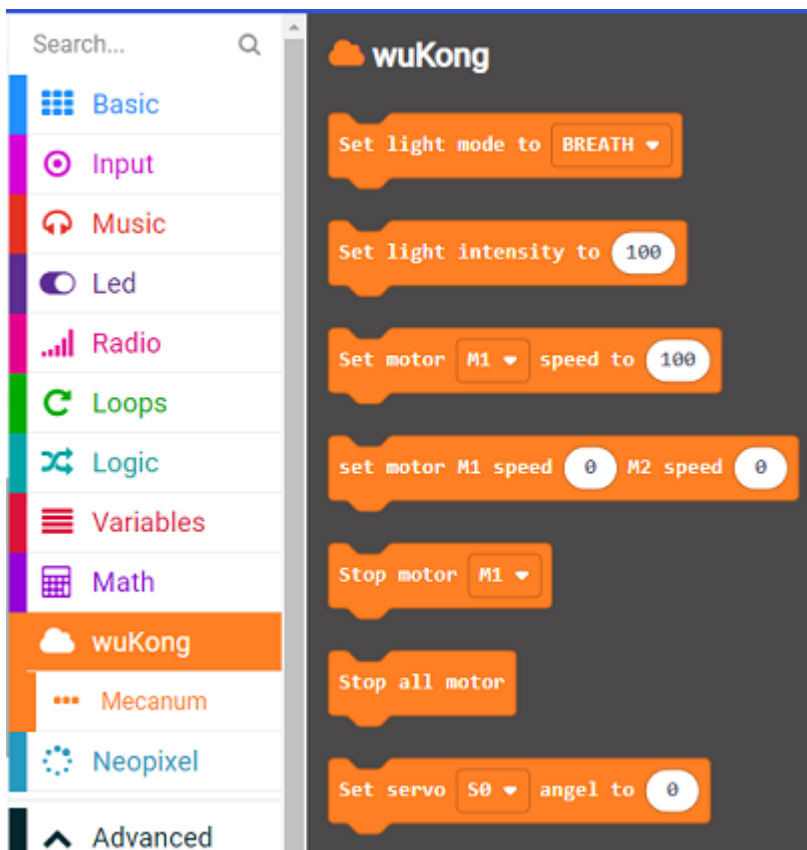 Search...
Basic
Input
Music
Led
Radio
Loops
Logic
Variables
Math
wuKong
Mecanum
Neopixel
Advanced
wuKong
Set light mode to BREATH
Set light intensity to 100
Set motor M1 speed to 100
set motor M1 speed 0 M2 speed 0
Stop motor M1
Stop all motor
Set servo S0 angel to 0